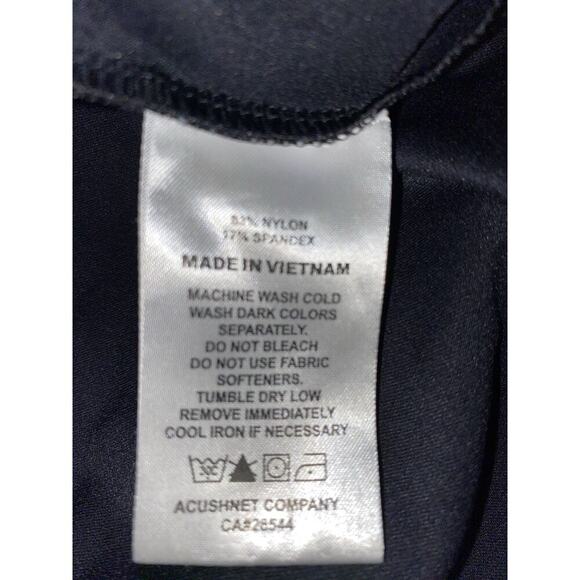 83% NYLON
17% SPANDEX
MADE IN VIETNAM
MACHINE WASH COLD
WASH DARK COLORS
SEPARATELY.
DO NOT BLEACH
DO NOT USE FABRIC
SOFTENERS.
TUMBLE DRY LOW
REMOVE IMMEDIATELY
COOL IRON IF NECESSARY
ACUSHNET COMPANY
CA#26544